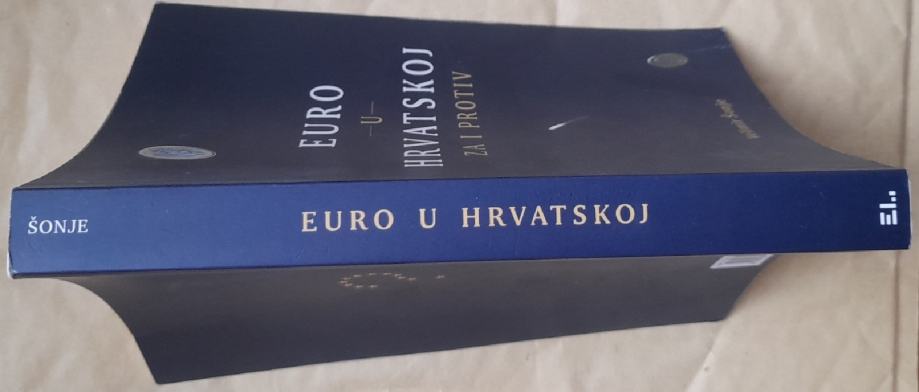 EURO
—U—
HRVATSKOJ
ZA I PROTIV
ŠONJE
EURO U HRVATSKOJ